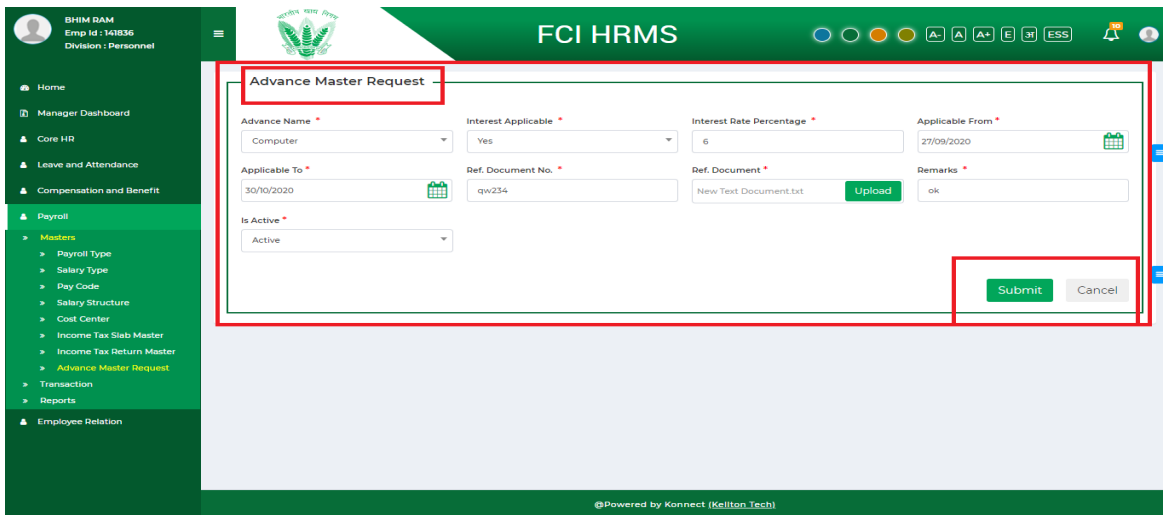 BHIM RAM
Emp Id : 141836
Division : Personnel
FCI HRMS
A- A A+ E अ ESS
10
Home
Manager Dashboard
Core HR
Leave and Attendance
Compensation and Benefit
Payroll
» Masters
» Payroll Type
» Salary Type
» Pay Code
» Salary Structure
» Cost Center
» Income Tax Slab Master
» Income Tax Return Master
» Advance Master Request
» Transaction
» Reports
Employee Relation
Advance Master Request
Advance Name * Interest Applicable * Interest Rate Percentage * Applicable From *
Computer Yes 6 27/09/2020
Applicable To * Ref. Document No. * Ref. Document * Remarks *
30/10/2020 qw234 New Text Document.txt Upload ok
Is Active *
Active
Submit Cancel
@Powered by Konnect (Kellton Tech)